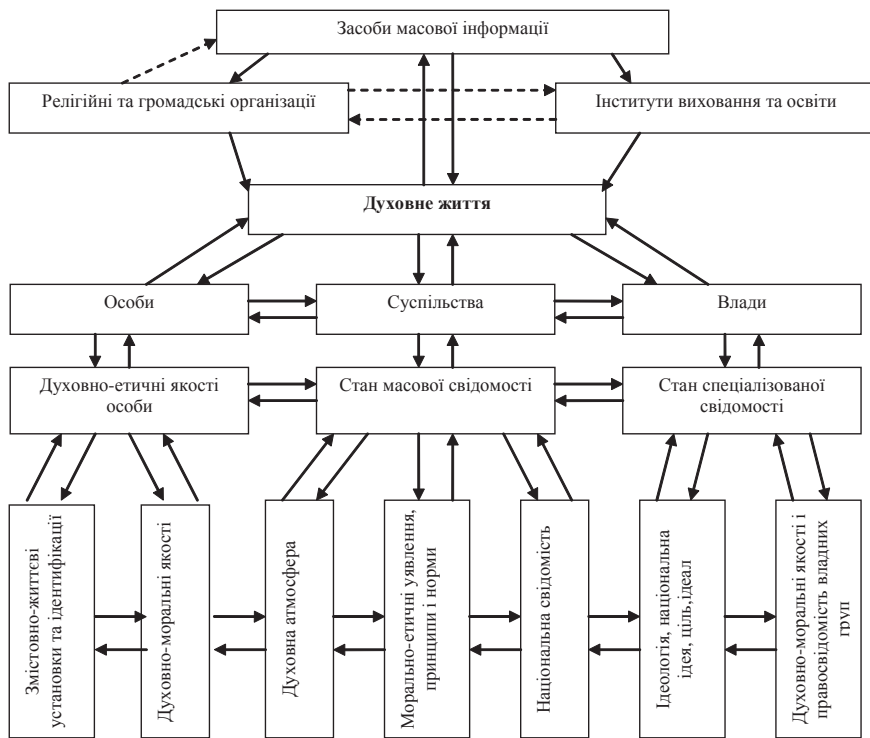 Засоби масової інформації
Релігійні та громадські організації
Інститути виховання та освіти
Духовне життя
Особи
Суспільства
Влади
Духовно-етичні якості
особи
Стан масової свідомості
Стан спеціалізованої
свідомості
Змістовно-життєві
установки та ідентифікації
Духовно-моральні якості
Духовна атмосфера
Морально-етичні уявлення,
принципи і норми
Національна свідомість
Ідеологія, національна
ідея, ціль,ідеал
Духовно-моральні якості і
правосвідомість владних
груп